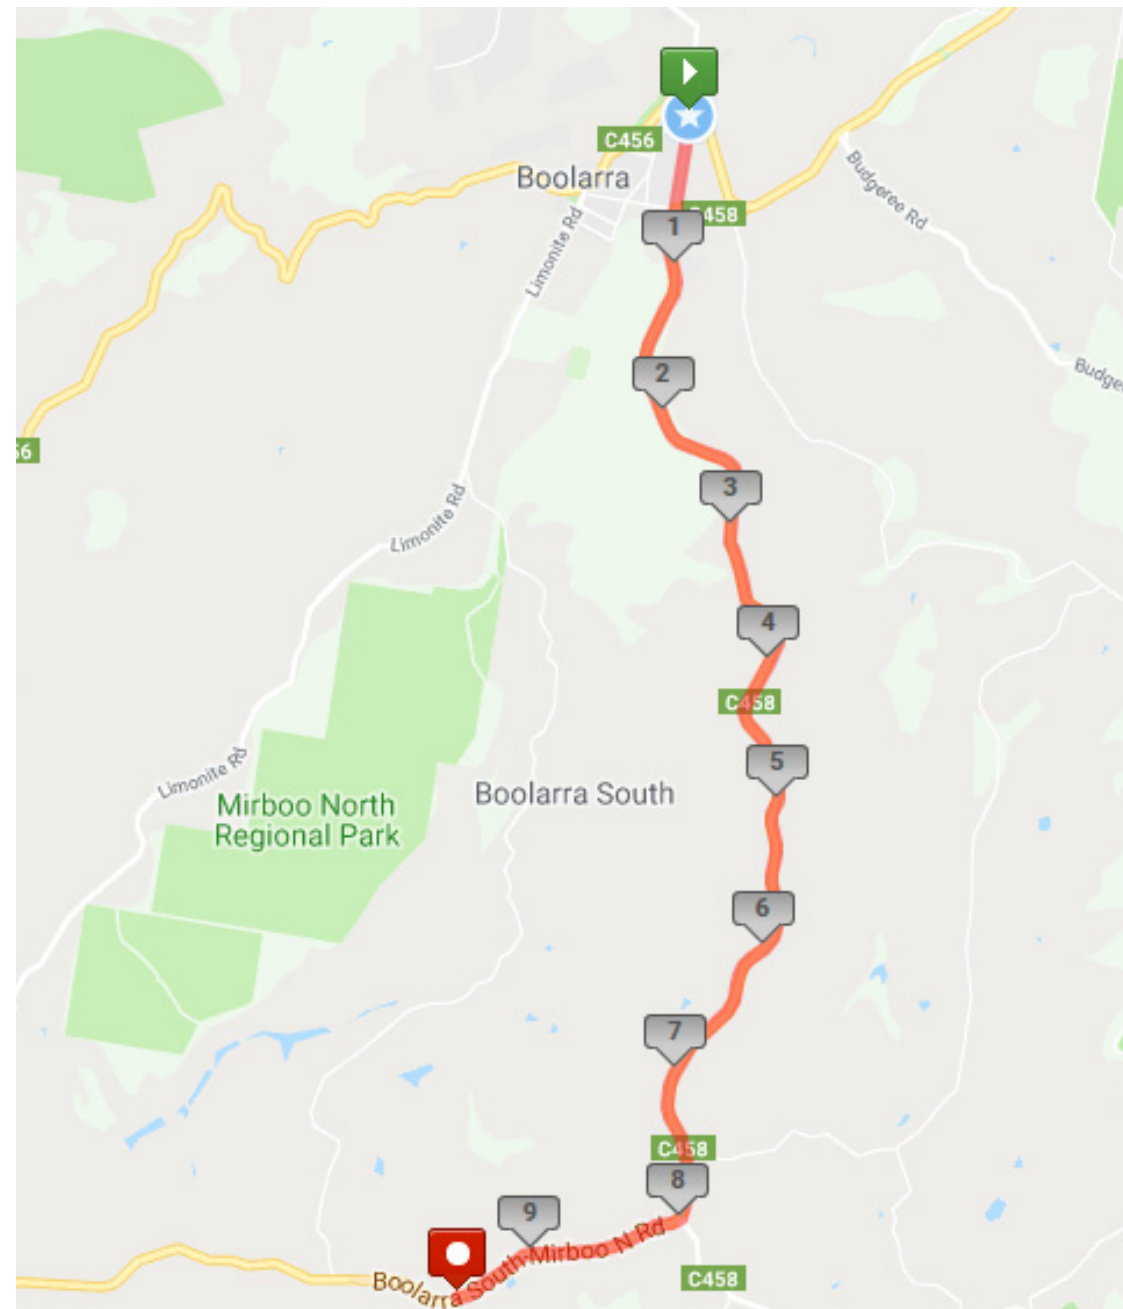 C456
Boolarra
Budgeree Rd
C458
1
Limonite Rd
2
Budge
56
3
Limonite Rd
4
C458
5
Limonite Rd
Mirboo North
Regional Park
Boolarra South
6
7
C458
8
9
Boolarra South-Mirboo N Rd
C458